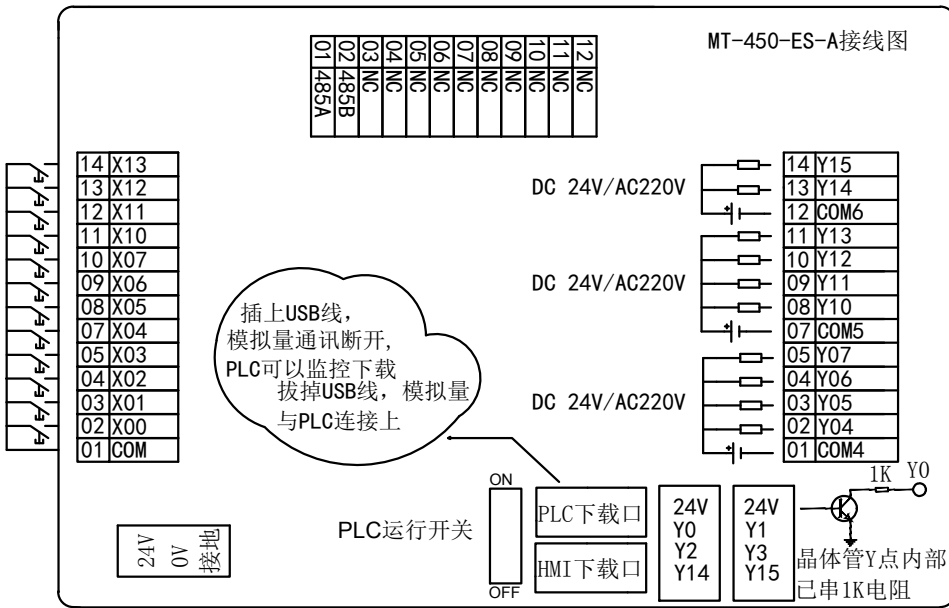 MT-450-ES-A接线图
01 485A
02 485B
03 NC
04 NC
05 NC
06 NC
07 NC
08 NC
09 NC
10 NC
11 NC
12 NC
14 X13
13 X12
12 X11
11 X10
10 X07
09 X06
08 X05
07 X04
05 X03
04 X02
03 X01
02 X00
01 COM
插上USB线,
模拟量通讯断开,
PLC可以监控下载
拔掉USB线, 模拟量
与PLC连接上
DC 24V/AC220V
DC 24V/AC220V
DC 24V/AC220V
14 Y15
13 Y14
12 COM6
11 Y13
10 Y12
09 Y11
08 Y10
07 COM5
05 Y07
04 Y06
03 Y05
02 Y04
01 COM4
24V
0V
接地
PLC运行开关
ON
OFF
PLC下载口
HMI下载口
24V
Y0
Y2
Y14
24V
Y1
Y3
Y15
1K
Y0
晶体管Y点内部
已串1K电阻